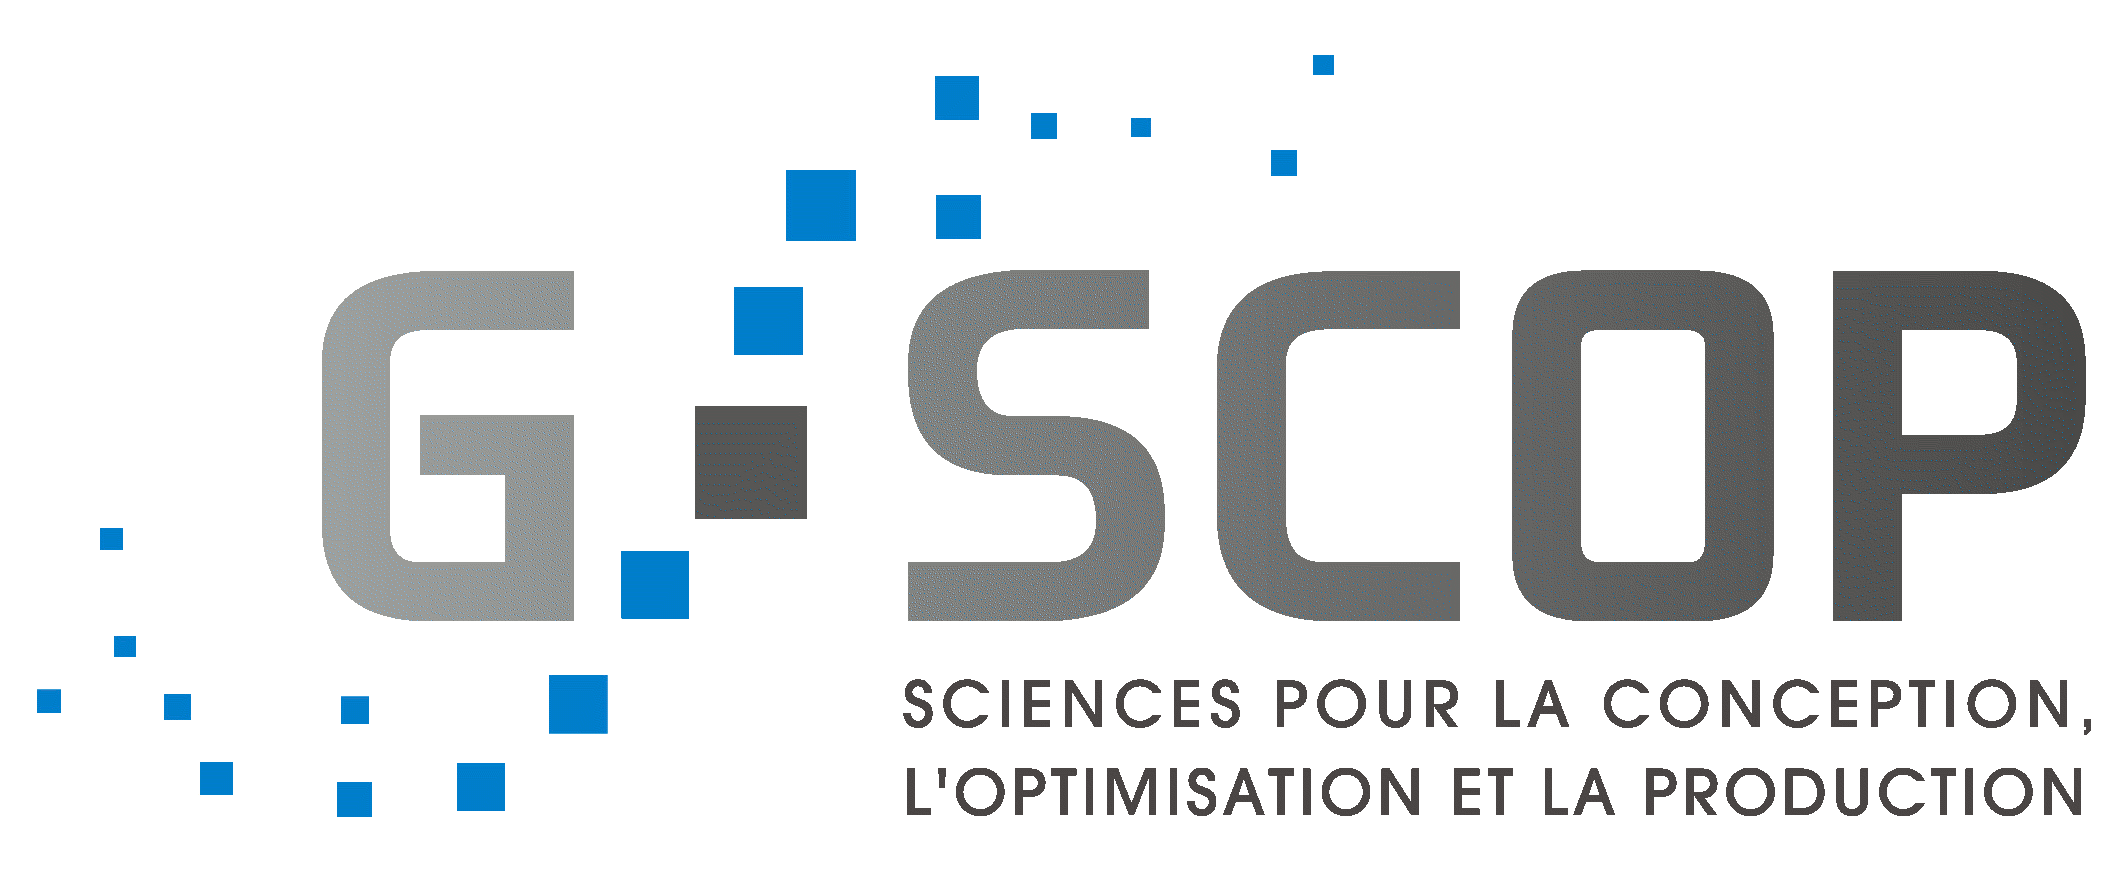 G SCOP
SCIENCES POUR LA CONCEPTION,
L'OPTIMISATION ET LA PRODUCTION